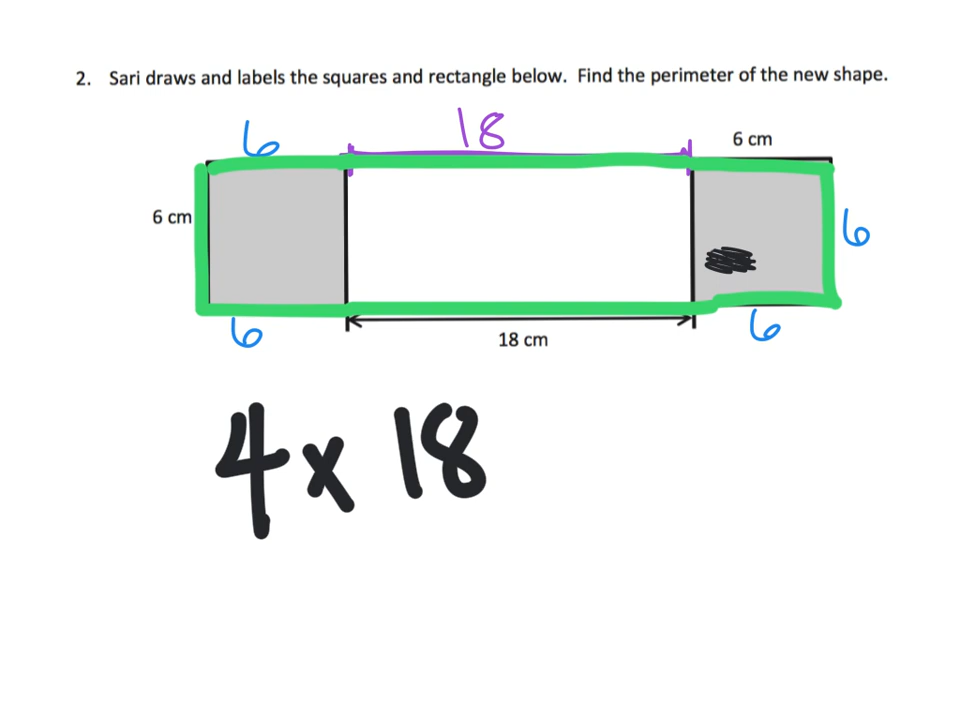 2. Sari draws and labels the squares and rectangle below. Find the perimeter of the new shape.
6 18 6 cm
6 cm 6
6 18 cm 6
4 x 18